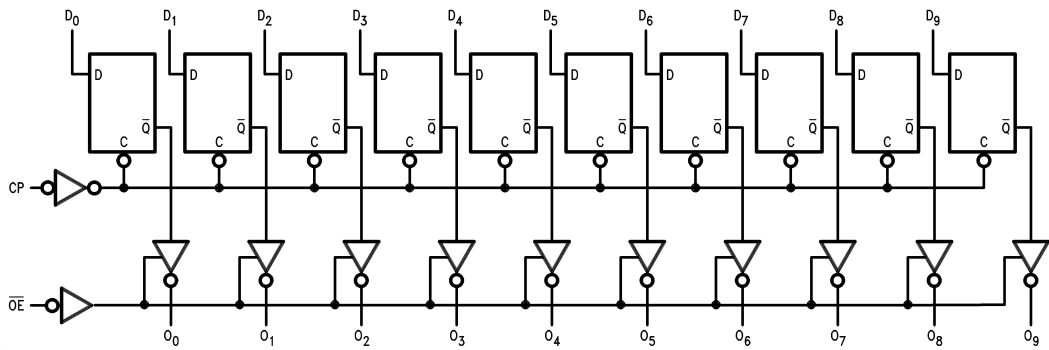 D₀ D₁ D₂ D₃ D₄ D₅ D₆ D₇ D₈ D₉
D D D D D D D D D D
Q̅ Q̅ Q̅ Q̅ Q̅ Q̅ Q̅ Q̅ Q̅ Q̅
C C C C C C C C C C
CP
O̅E̅
O₀ O₁ O₂ O₃ O₄ O₅ O₆ O₇ O₈ O₉